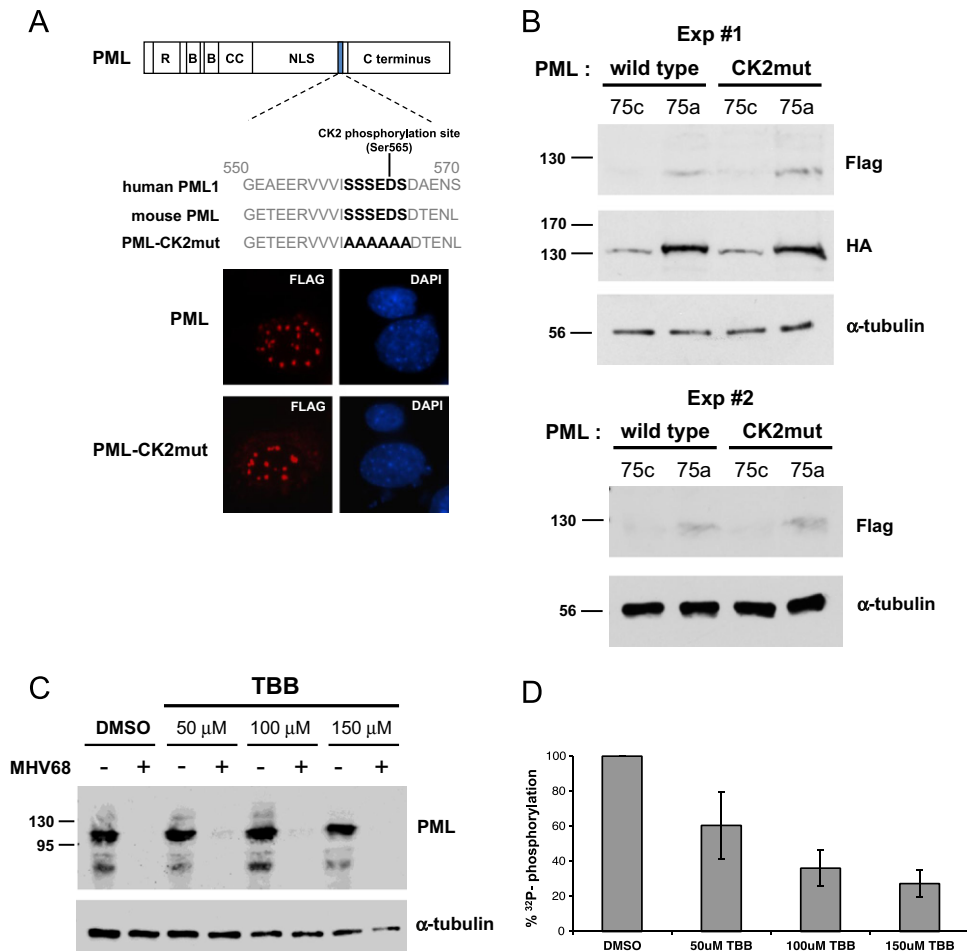 A
PML
R B B CC NLS C terminus
CK2 phosphorylation site
(Ser565)
550 570
human PML1 GEAEERVVVISSSEDSDAENS
mouse PML GETEERVVVISSSEDSDTENL
PML-CK2mut GETEERVVVIAAAAAADTENL
PML FLAG DAPI
PML-CK2mut FLAG DAPI
B
Exp #1
PML : wild type CK2mut
75c 75a 75c 75a
130 Flag
170
130 HA
56 α-tubulin
Exp #2
PML : wild type CK2mut
75c 75a 75c 75a
130 Flag
56 α-tubulin
C
TBB
DMSO 50 μM 100 μM 150 μM
MHV68 - + - + - + - +
130
95 PML
α-tubulin
D
% ³²P- phosphorylation
100
80
60
40
20
0
DMSO 50uM TBB 100uM TBB 150uM TBB